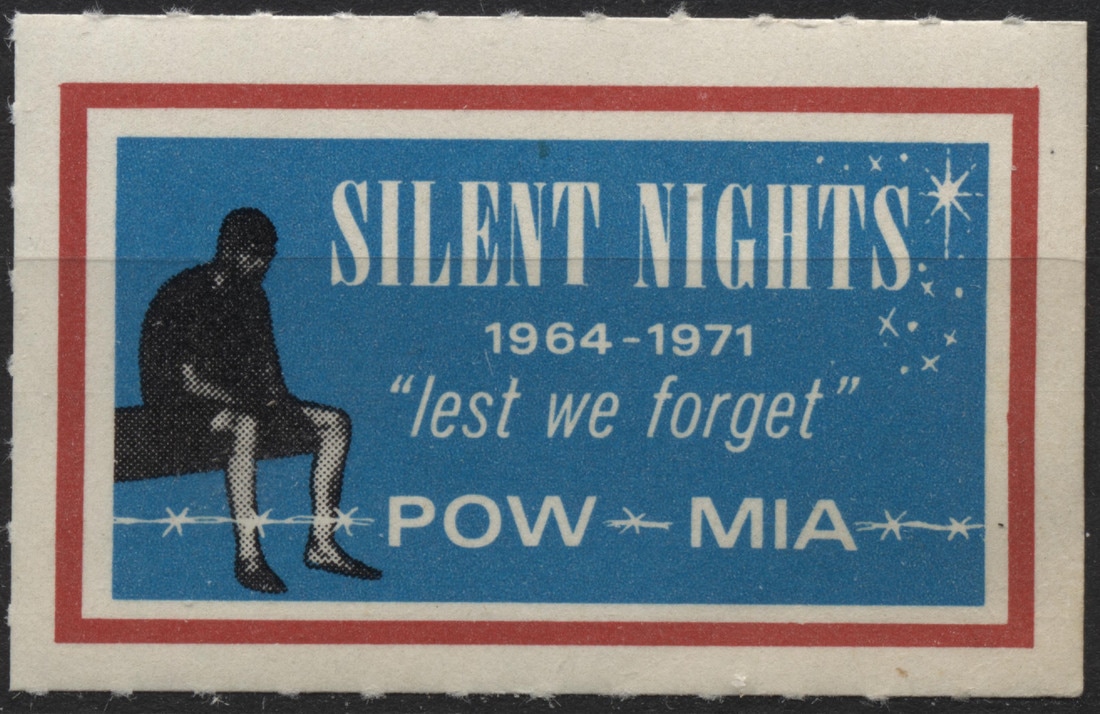 SILENT NIGHTS
1964-1971
"lest we forget"
POW MIA